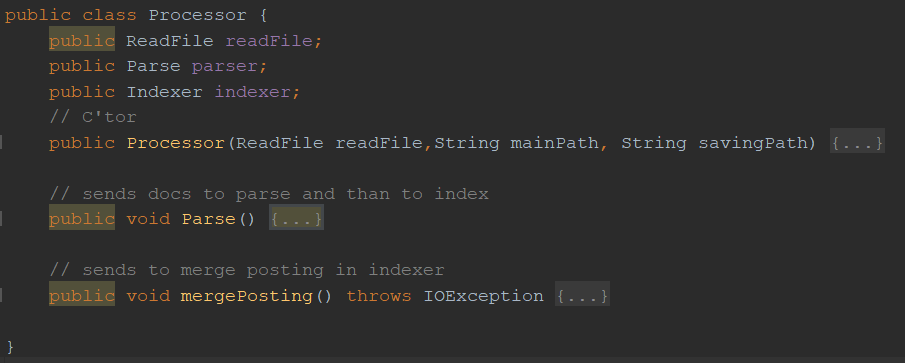 public class Processor {
public ReadFile readFile;
public Parse parser;
public Indexer indexer;
// C'tor
public Processor(ReadFile readFile,String mainPath, String savingPath) {...}
// sends docs to parse and than to index
public void Parse() {...}
// sends to merge posting in indexer
public void mergePosting() throws IOException {...}
}